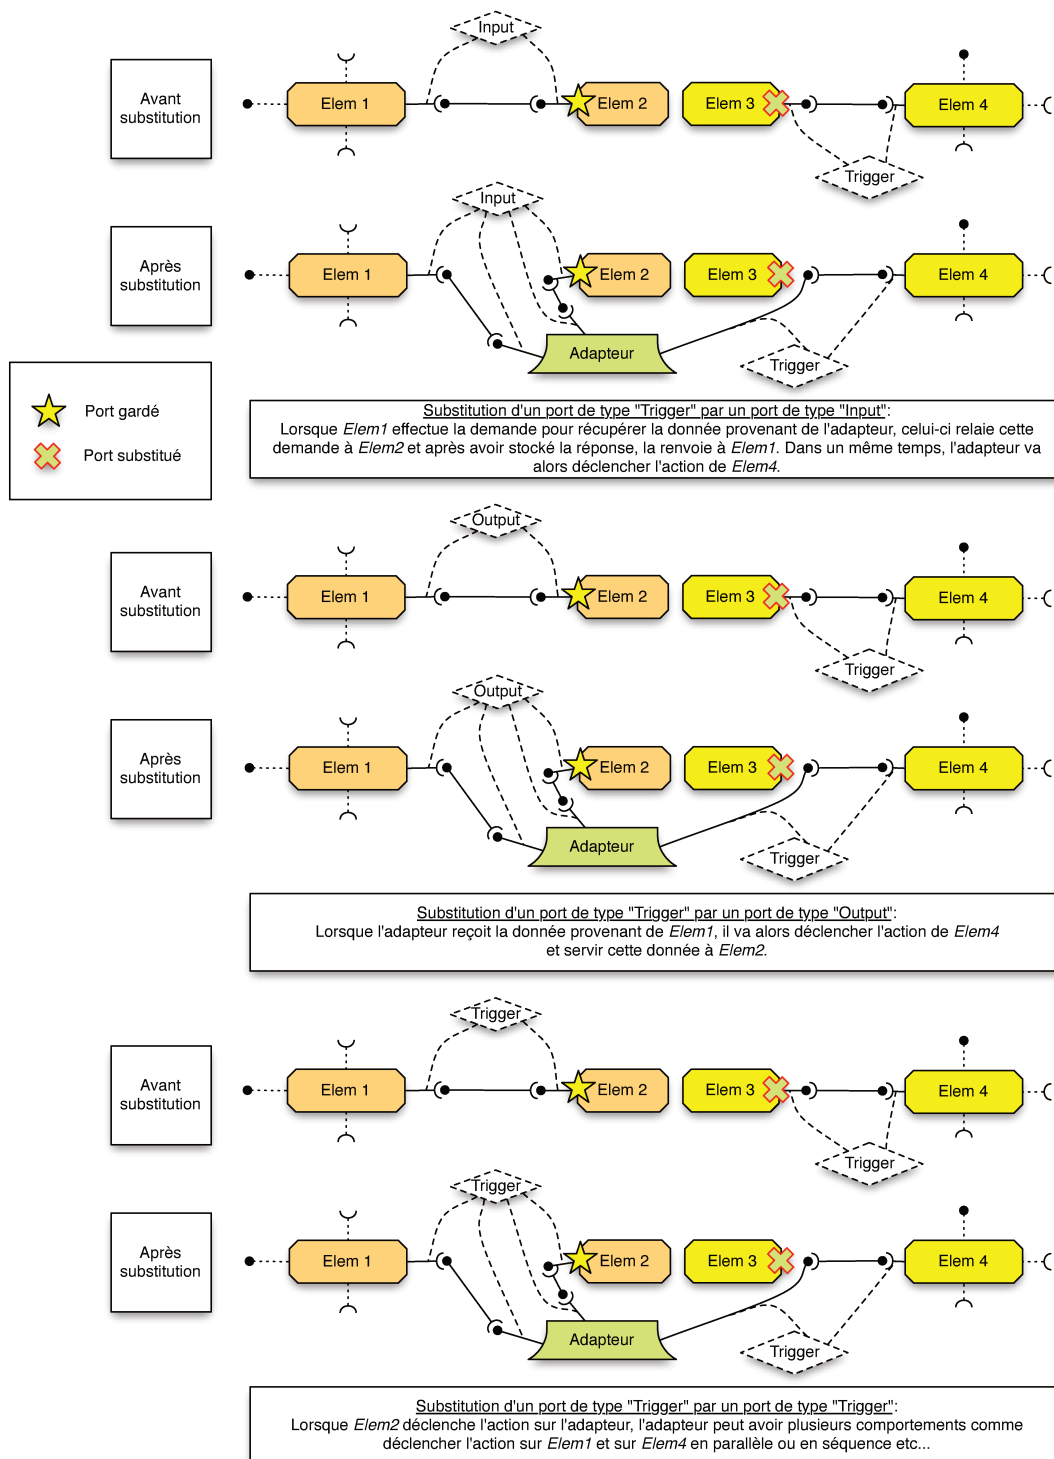 Input
Avant
substitution
Elem 1
Elem 2
Elem 3
Elem 4
Trigger
Input
Après
substitution
Elem 1
Elem 2
Elem 3
Elem 4
Adapteur
Trigger
Port gardé
Port substitué
Substitution d'un port de type "Trigger" par un port de type "Input":
Lorsque Elem1 effectue la demande pour récupérer la donnée provenant de l'adapteur, celui-ci relaie cette
demande à Elem2 et après avoir stocké la réponse, la renvoie à Elem1. Dans un même temps, l'adapteur va
alors déclencher l'action de Elem4.
Output
Avant
substitution
Elem 1
Elem 2
Elem 3
Elem 4
Trigger
Output
Après
substitution
Elem 1
Elem 2
Elem 3
Elem 4
Adapteur
Trigger
Substitution d'un port de type "Trigger" par un port de type "Output":
Lorsque l'adapteur reçoit la donnée provenant de Elem1, il va alors déclencher l'action de Elem4
et servir cette donnée à Elem2.
Trigger
Avant
substitution
Elem 1
Elem 2
Elem 3
Elem 4
Trigger
Trigger
Après
substitution
Elem 1
Elem 2
Elem 3
Elem 4
Adapteur
Trigger
Substitution d'un port de type "Trigger" par un port de type "Trigger":
Lorsque Elem2 déclenche l'action sur l'adapteur, l'adapteur peut avoir plusieurs comportements comme
déclencher l'action sur Elem1 et sur Elem4 en parallèle ou en séquence etc...